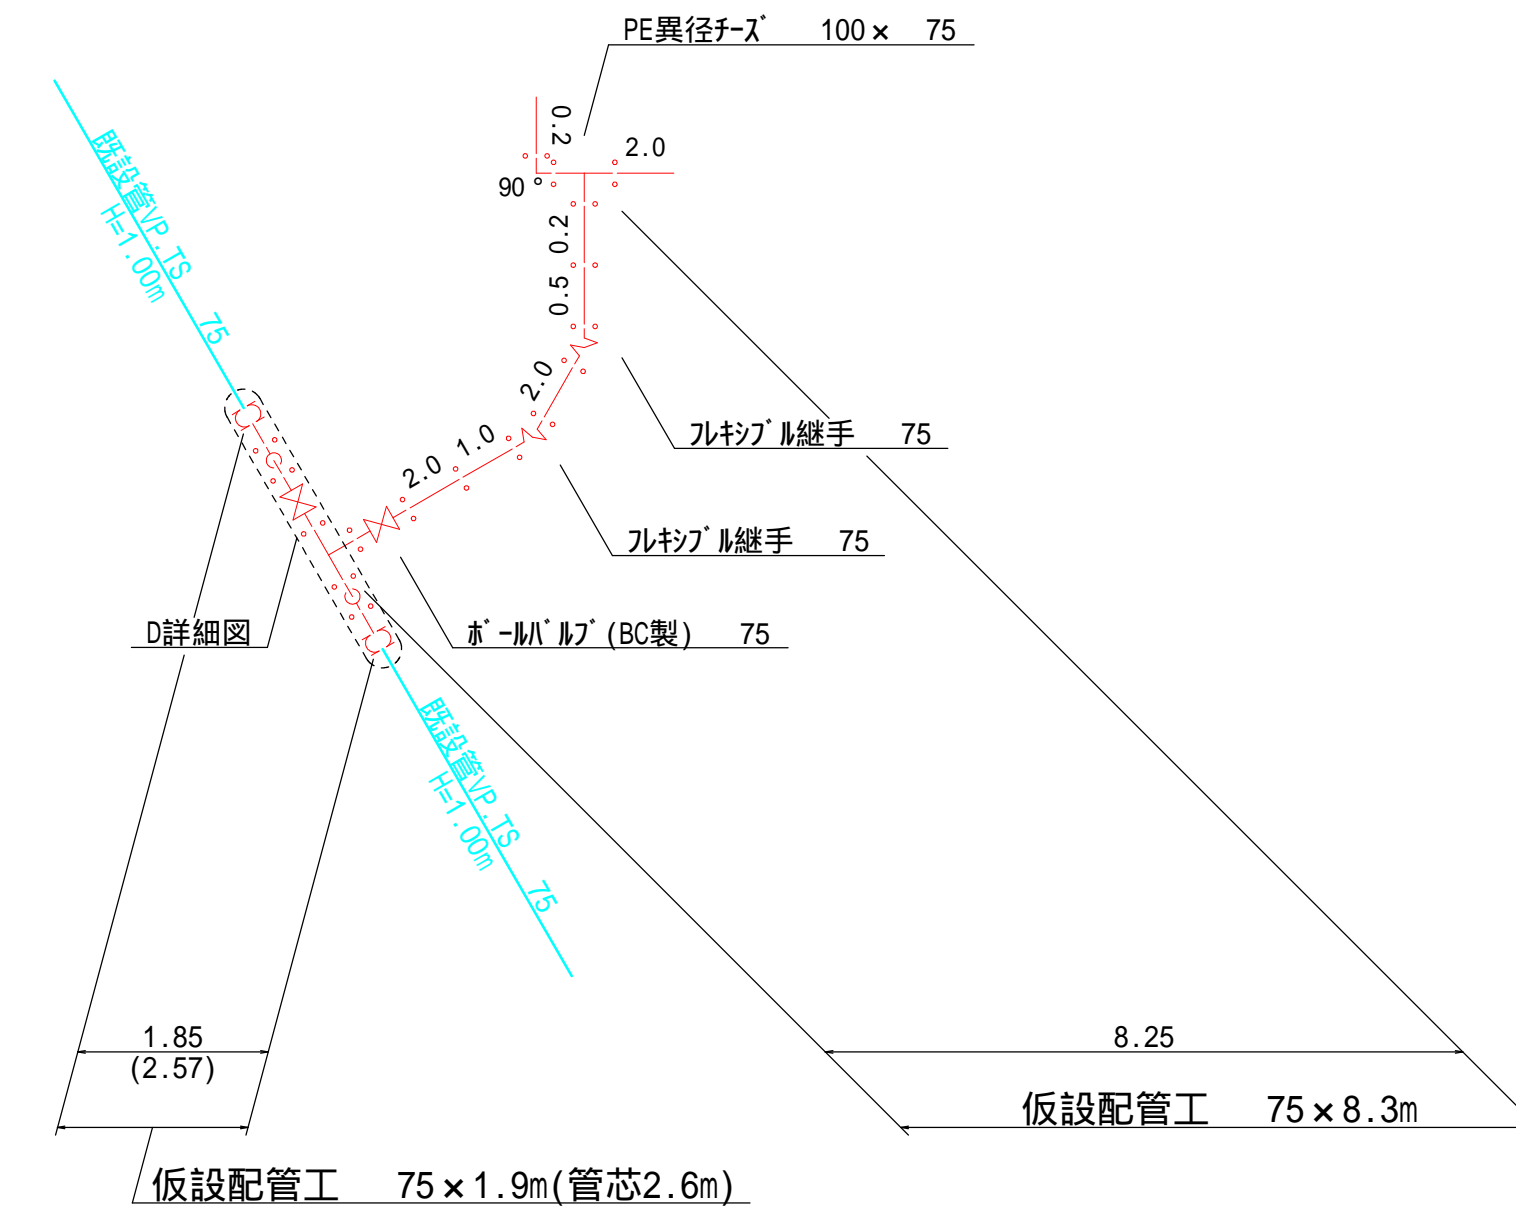 PE異径ﾁｰｽﾞ 100× 75
0.2
2.0
90°
0.2
0.5
2.0
1.0
2.0
既設管VP.TS 75
H=1.00m
ﾌﾚｷｼﾌﾞﾙ継手 75
ﾌﾚｷｼﾌﾞﾙ継手 75
D詳細図
ﾎﾞｰﾙﾊﾞﾙﾌﾞ(BC製) 75
既設管VP.TS 75
H=1.00m
1.85
(2.57)
8.25
仮設配管工 75×8.3m
仮設配管工 75×1.9m(管芯2.6m)